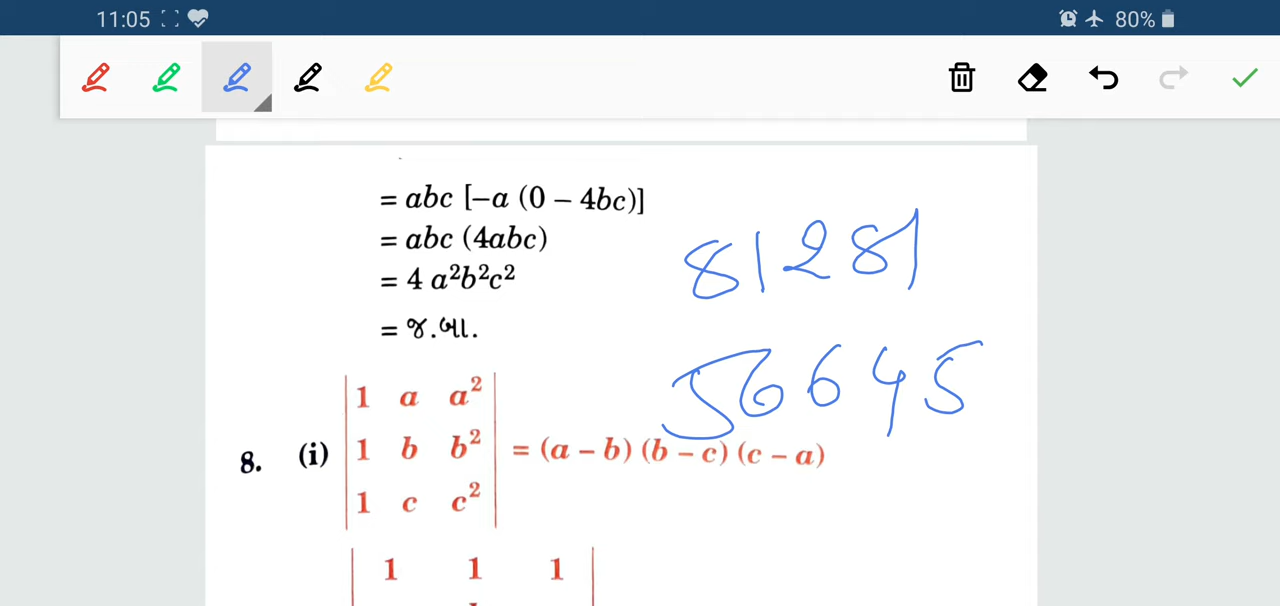 11:05 80%
= abc [–a (0 – 4bc)]
= abc (4abc)
= 4 a²b²c²
= જ.બા.
81281
56645
8. (i) | 1 a a² |
| 1 b b² | = (a – b) (b – c) (c – a)
| 1 c c² |
| 1 1 1 |